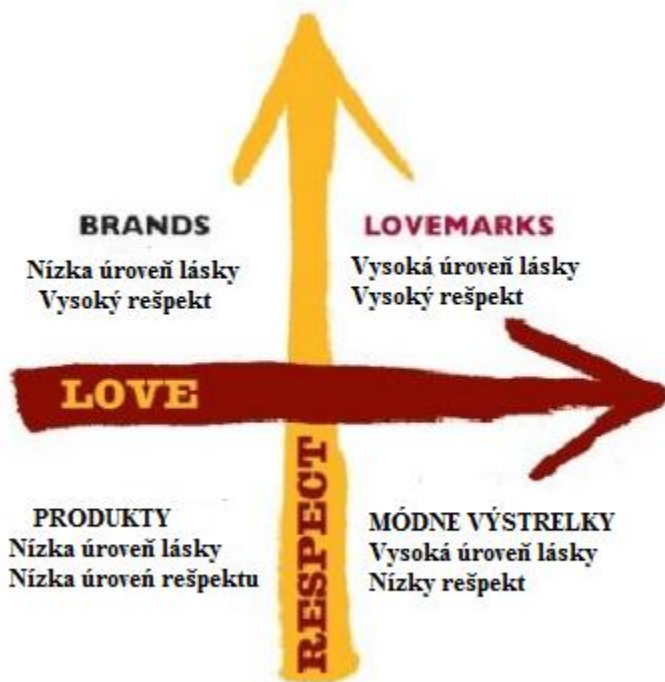 BRANDS
Nízka úroveň lásky
Vysoký rešpekt
LOVEMARKS
Vysoká úroveň lásky
Vysoký rešpekt
LOVE
RESPECT
PRODUKTY
Nízka úroveň lásky
Nízka úroveń rešpektu
MÓDNE VÝSTRELKY
Vysoká úroveň lásky
Nízky rešpekt